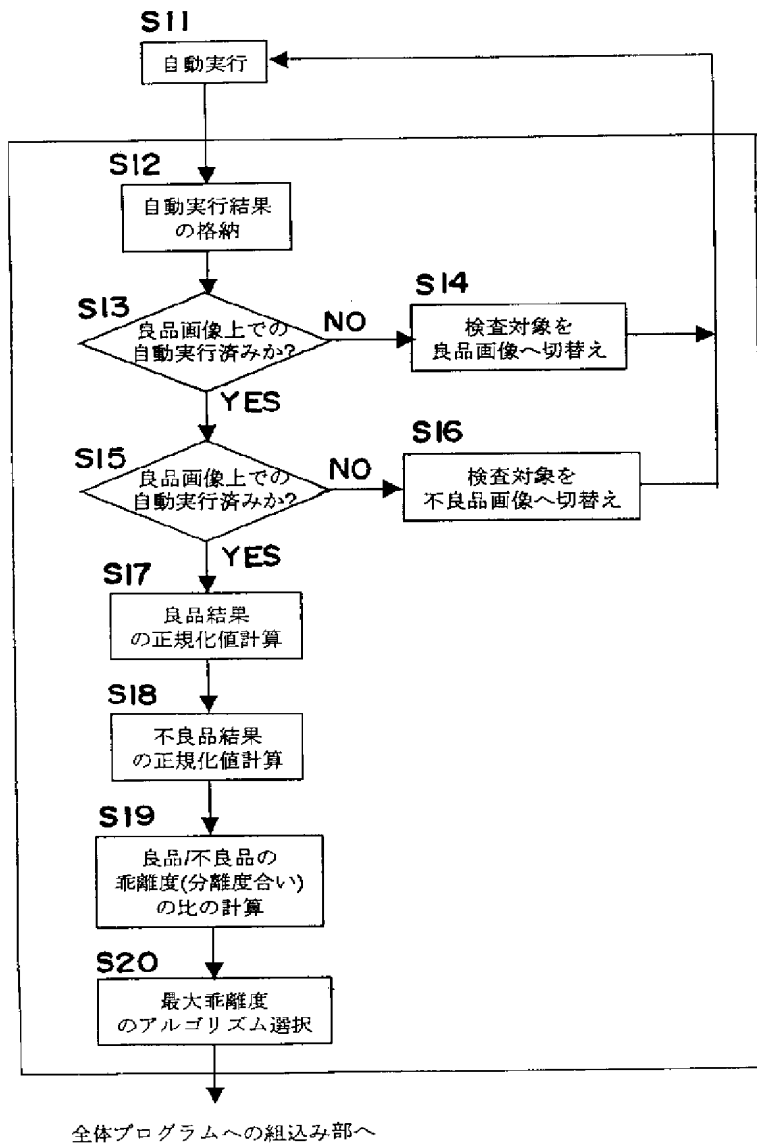 S11
自動実行
S12
自動実行結果
の格納
S13
良品画像上での
自動実行済みか?
NO
S14
検査対象を
良品画像へ切替え
YES
S15
良品画像上での
自動実行済みか?
NO
S16
検査対象を
不良品画像へ切替え
YES
S17
良品結果
の正規化値計算
S18
不良品結果
の正規化値計算
S19
良品/不良品の
乖離度(分離度合い)
の比の計算
S20
最大乖離度
のアルゴリズム選択
全体プログラムへの組込み部へ